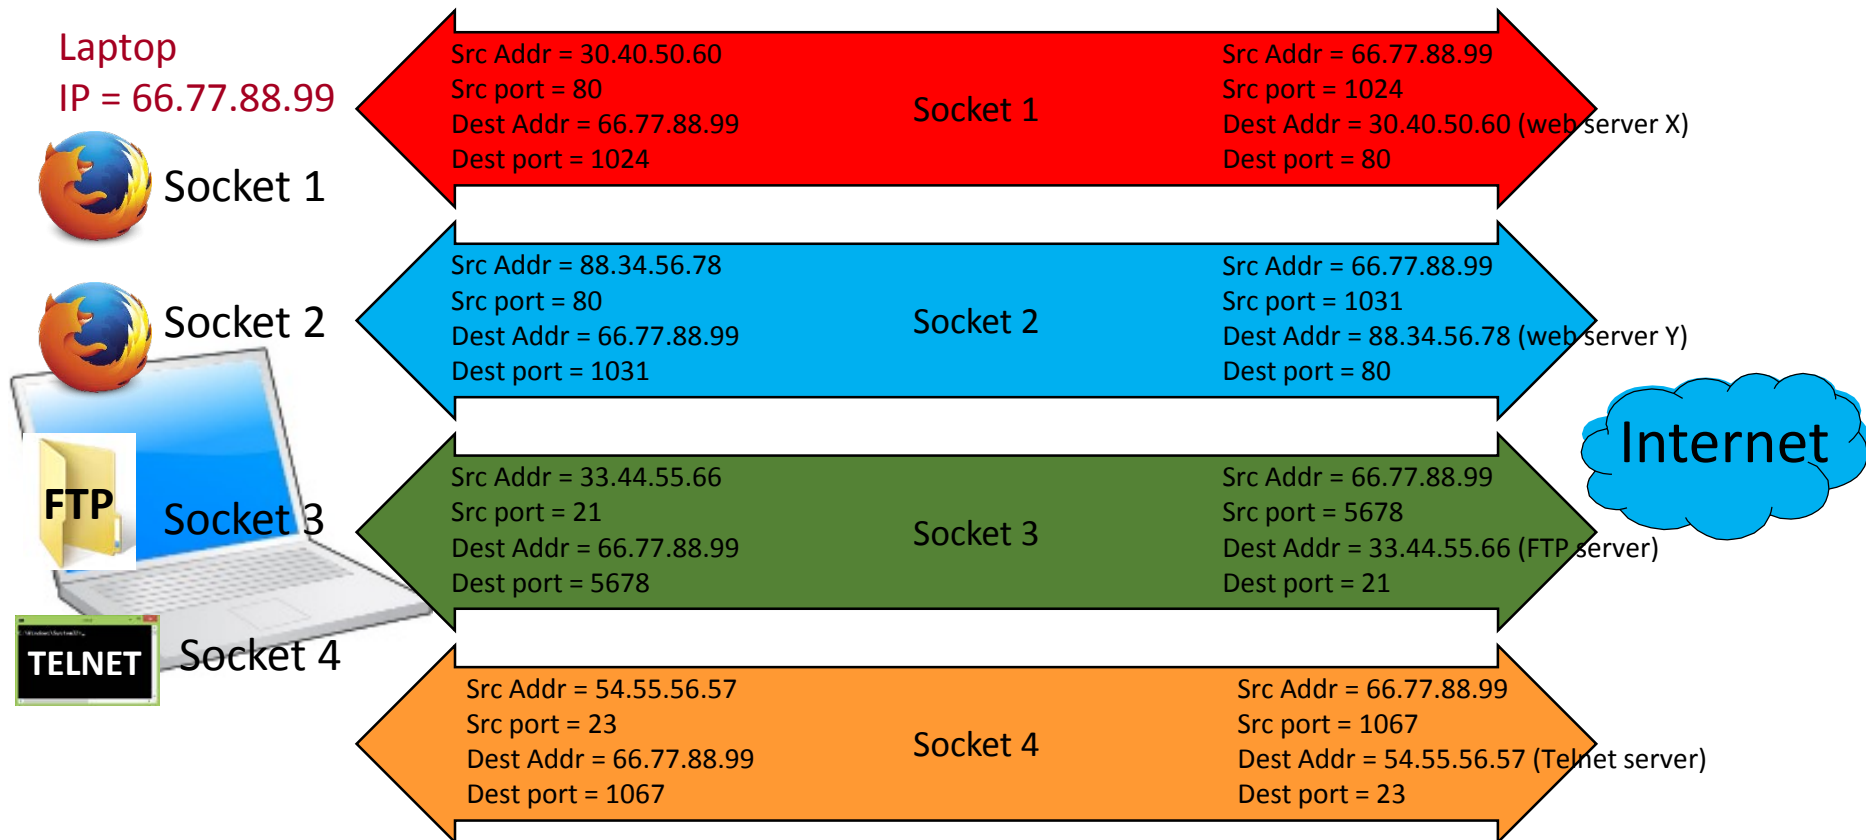 Laptop
IP = 66.77.88.99
Socket 1
Src Addr = 30.40.50.60
Src port = 80
Dest Addr = 66.77.88.99
Dest port = 1024
Socket 1
Src Addr = 66.77.88.99
Src port = 1024
Dest Addr = 30.40.50.60 (web server X)
Dest port = 80
Socket 2
Src Addr = 88.34.56.78
Src port = 80
Dest Addr = 66.77.88.99
Dest port = 1031
Socket 2
Src Addr = 66.77.88.99
Src port = 1031
Dest Addr = 88.34.56.78 (web server Y)
Dest port = 80
Internet
FTP
Socket 3
Src Addr = 33.44.55.66
Src port = 21
Dest Addr = 66.77.88.99
Dest port = 5678
Socket 3
Src Addr = 66.77.88.99
Src port = 5678
Dest Addr = 33.44.55.66 (FTP server)
Dest port = 21
TELNET
Socket 4
Src Addr = 54.55.56.57
Src port = 23
Dest Addr = 66.77.88.99
Dest port = 1067
Socket 4
Src Addr = 66.77.88.99
Src port = 1067
Dest Addr = 54.55.56.57 (Telnet server)
Dest port = 23